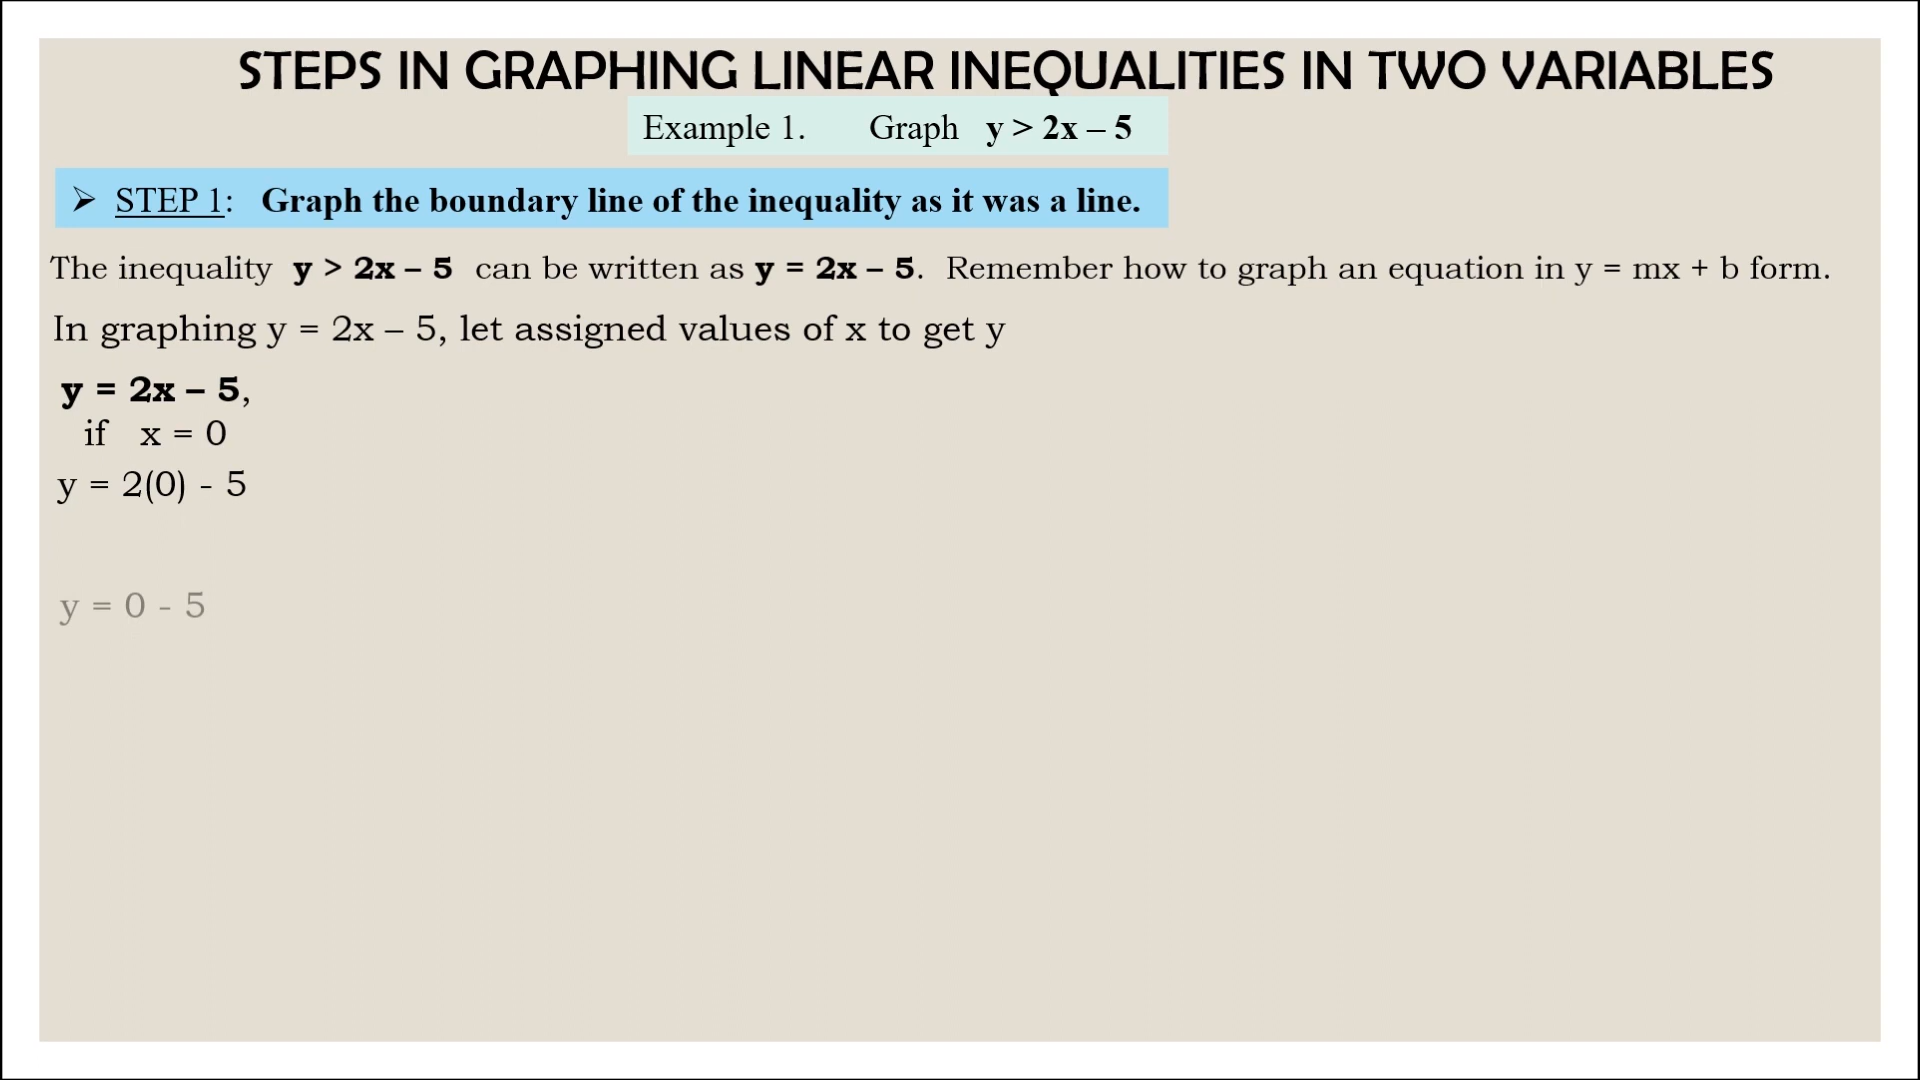 STEPS IN GRAPHING LINEAR INEQUALITIES IN TWO VARIABLES
Example 1. Graph y > 2x – 5
➢ STEP 1: Graph the boundary line of the inequality as it was a line.
The inequality y > 2x – 5 can be written as y = 2x – 5. Remember how to graph an equation in y = mx + b form.
In graphing y = 2x – 5, let assigned values of x to get y
y = 2x – 5,
if x = 0
y = 2(0) - 5
y = 0 - 5